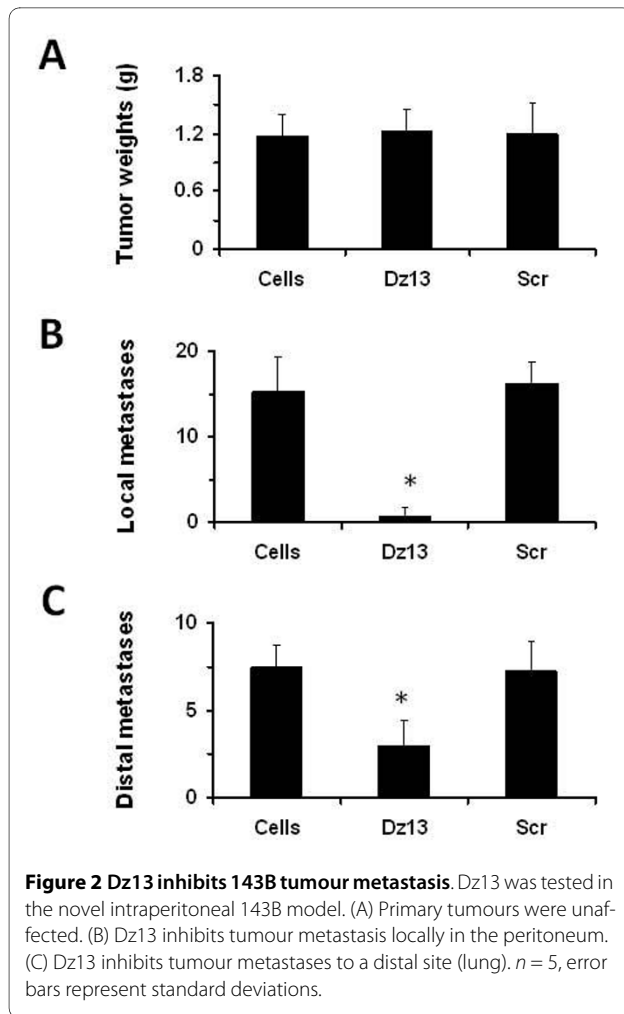 A
Tumor weights (g)
1.8
1.2
0.6
0
Cells Dz13 Scr
B
Local metastases
20
10
0
*
Cells Dz13 Scr
C
Distal metastases
10
5
0
*
Cells Dz13 Scr
Figure 2 Dz13 inhibits 143B tumour metastasis. Dz13 was tested in
the novel intraperitoneal 143B model. (A) Primary tumours were unaf-
fected. (B) Dz13 inhibits tumour metastasis locally in the peritoneum.
(C) Dz13 inhibits tumour metastases to a distal site (lung). n = 5, error
bars represent standard deviations.